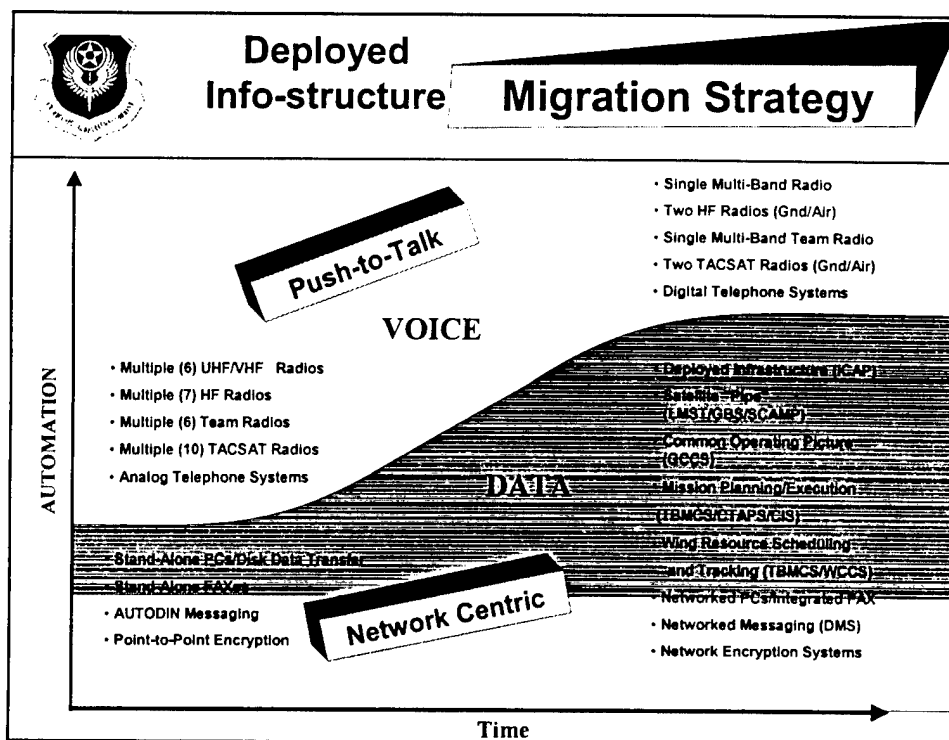 Deployed
Info-structure
Migration Strategy
Push-to-Talk
VOICE
• Single Multi-Band Radio
• Two HF Radios (Gnd/Air)
• Single Multi-Band Team Radio
• Two TACSAT Radios (Gnd/Air)
• Digital Telephone Systems
AUTOMATION
• Multiple (6) UHF/VHF Radios
• Multiple (7) HF Radios
• Multiple (6) Team Radios
• Multiple (10) TACSAT Radios
• Analog Telephone Systems
DATA
• Deployed Infrastructure (ICAP)
• Satellite "Pipe"
(LMST/GBS/SCAMP)
• Common Operating Picture
(GCCS)
• Mission Planning/Execution
(TBMCS/CTAPS/CIS)
• Wing Resource Scheduling
and Tracking (TBMCS/WCCS)
• Networked PCs/Integrated FAX
• Networked Messaging (DMS)
• Network Encryption Systems
• Stand-Alone PCs/Disk Data Transfer
• Stand-Alone FAXes
• AUTODIN Messaging
• Point-to-Point Encryption
Network Centric
Time